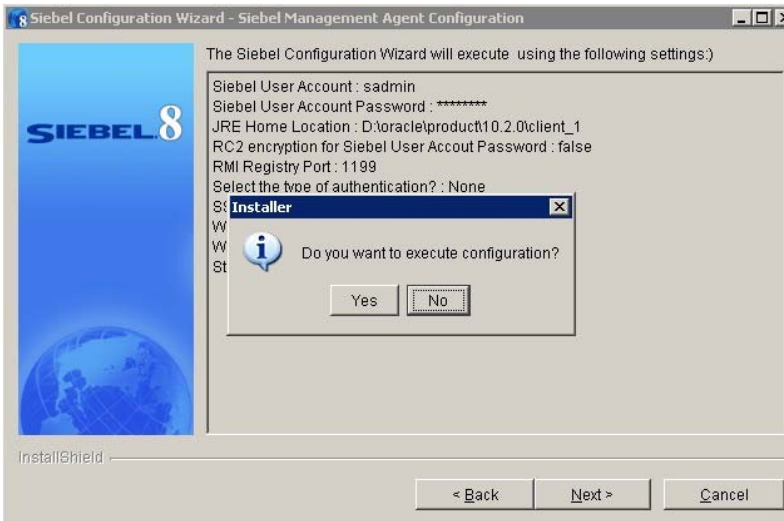 Siebel Configuration Wizard - Siebel Management Agent Configuration
The Siebel Configuration Wizard will execute using the following settings:)
SIEBEL. 8
Siebel User Account : sadmin
Siebel User Account Password : ********
JRE Home Location : D:\oracle\product\10.2.0\client_1
RC2 encryption for Siebel User Accout Password : false
RMI Registry Port : 1199
Select the type of authentication? : None
Installer
Do you want to execute configuration?
Yes
No
InstallShield
< Back
Next >
Cancel